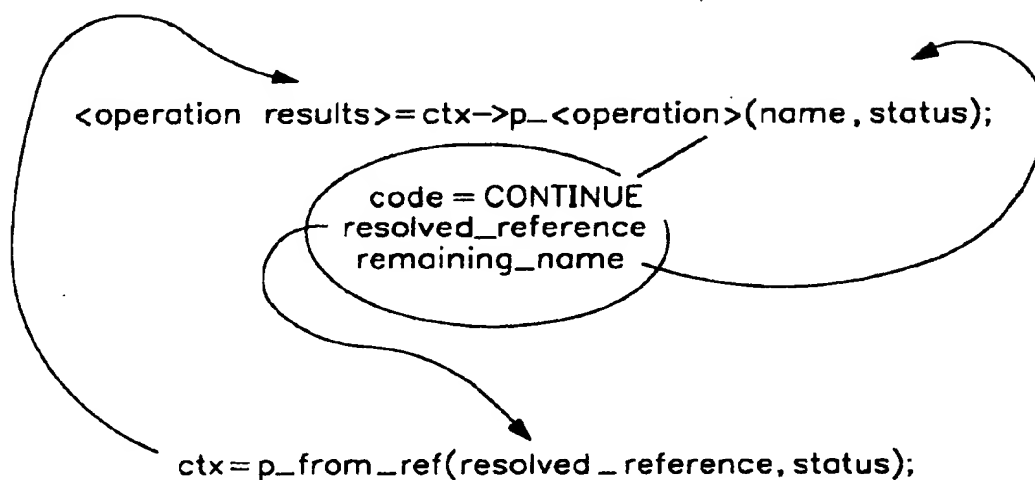 <operation results>=ctx->p_<operation>(name, status);
code = CONTINUE
resolved_reference
remaining_name
ctx=p_from_ref(resolved_reference, status);